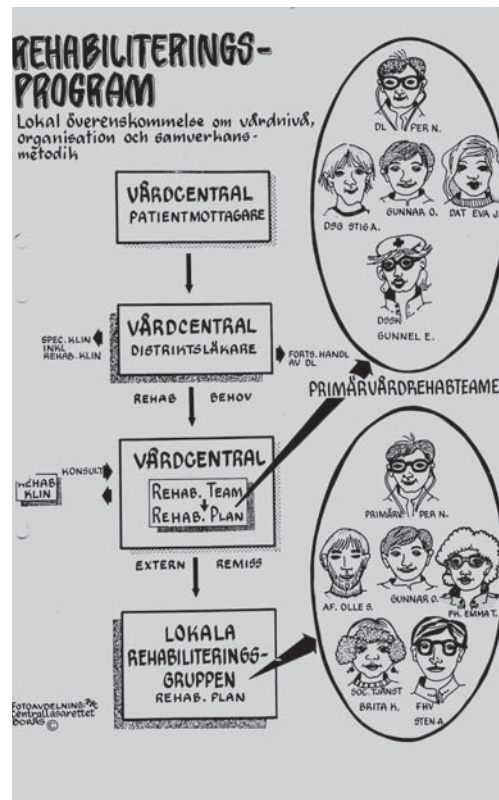 REHABILITERINGS-
PROGRAM
Lokal överenskommelse om vårdnivå,
organisation och samverkans-
metodik
VÅRDCENTRAL
PATIENTMOTTAGARE
VÅRDCENTRAL
DISTRIKTSLÄKARE
SPEC. KLIN
INKL
REHAB. KLIN
FORTS. HANDL
AV DL
REHAB BEHOV
VÅRDCENTRAL
REHAB. TEAM
REHAB. PLAN
KONSULT
REHAB
KLIN
EXTERN REMISS
LOKALA
REHABILITERINGS-
GRUPPEN
REHAB. PLAN
FOTOAVDELNING:
Centrallasarettet
BORÅS ©
DL PER N.
DSG STIG A.
GUNNAR O.
DAT EVA J
DSSK
GUNNEL E.
PRIMÄRVÅRDREHABTEAME
PRIMÄRV. PER N.
AF. OLLE S.
GUNNAR O.
FK. EMMA T.
SOC. TJÄNST
BRITA K.
FHV
STEN A.